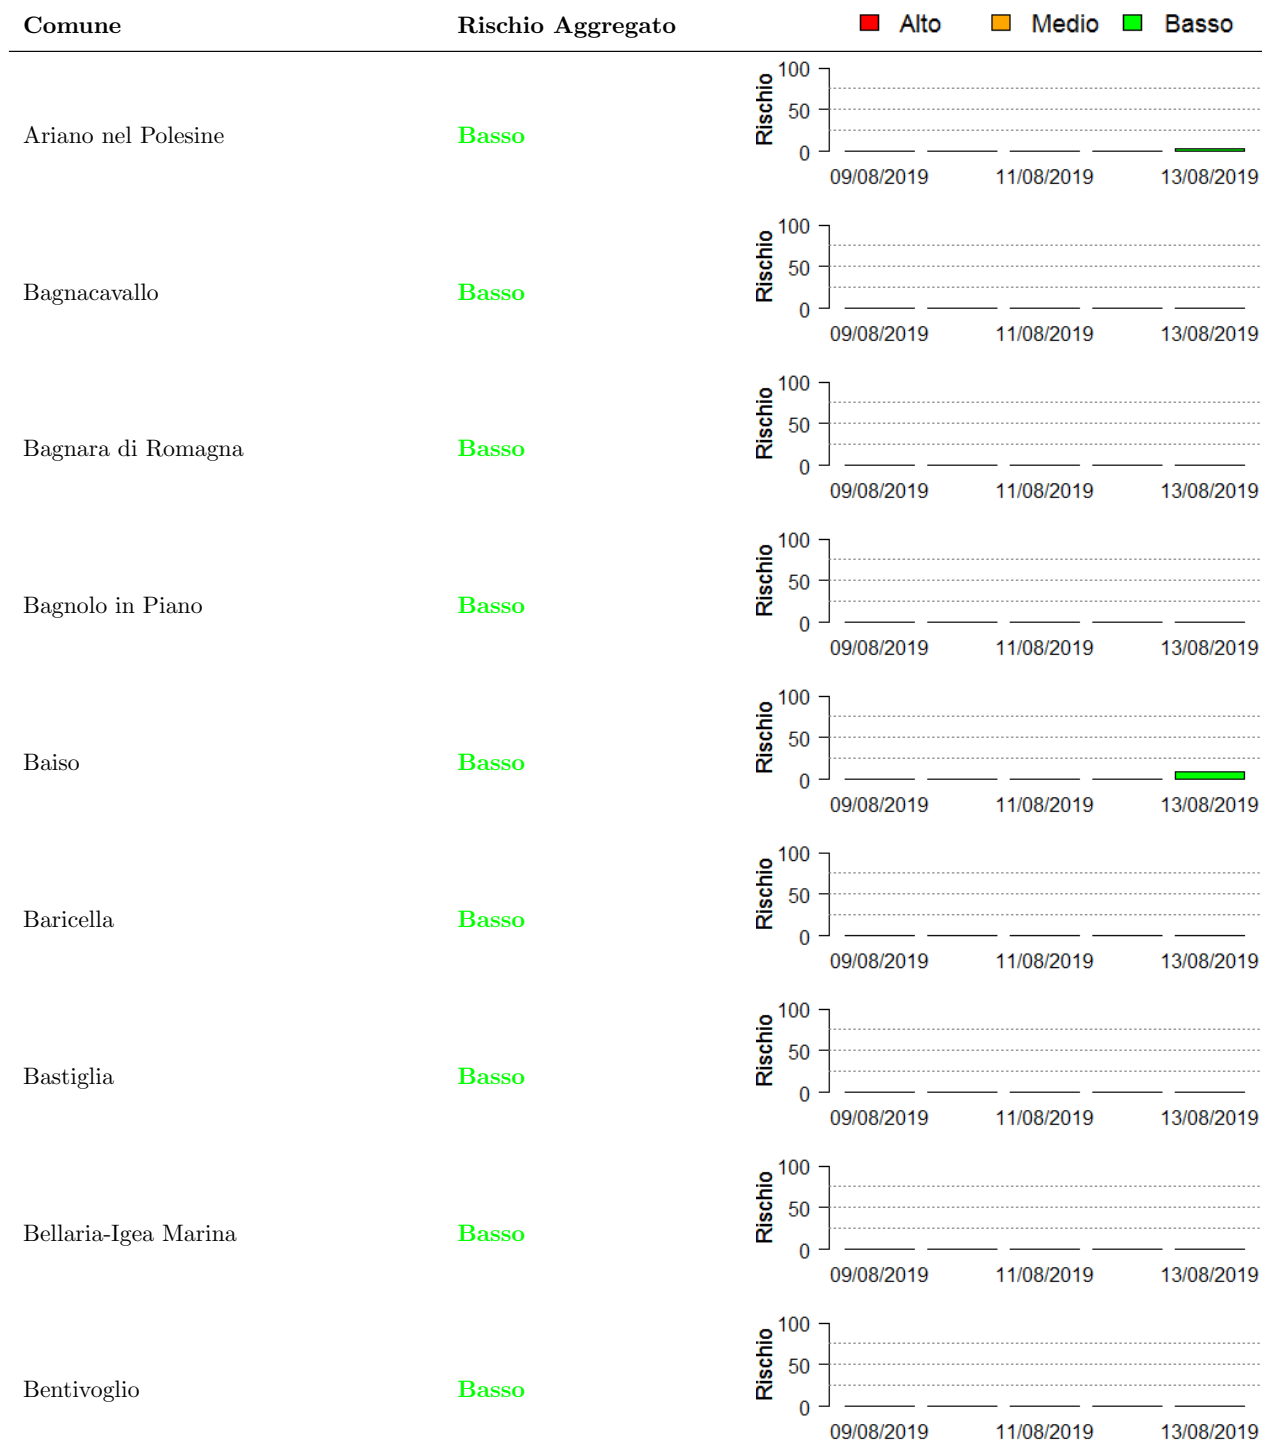 Comune Rischio Aggregato Alto Medio Basso
100
50
0
Rischio
Ariano nel Polesine Basso
09/08/2019 11/08/2019 13/08/2019
100
50
0
Rischio
Bagnacavallo Basso
09/08/2019 11/08/2019 13/08/2019
100
50
0
Rischio
Bagnara di Romagna Basso
09/08/2019 11/08/2019 13/08/2019
100
50
0
Rischio
Bagnolo in Piano Basso
09/08/2019 11/08/2019 13/08/2019
100
50
0
Rischio
Baiso Basso
09/08/2019 11/08/2019 13/08/2019
100
50
0
Rischio
Baricella Basso
09/08/2019 11/08/2019 13/08/2019
100
50
0
Rischio
Bastiglia Basso
09/08/2019 11/08/2019 13/08/2019
100
50
0
Rischio
Bellaria-Igea Marina Basso
09/08/2019 11/08/2019 13/08/2019
100
50
0
Rischio
Bentivoglio Basso
09/08/2019 11/08/2019 13/08/2019